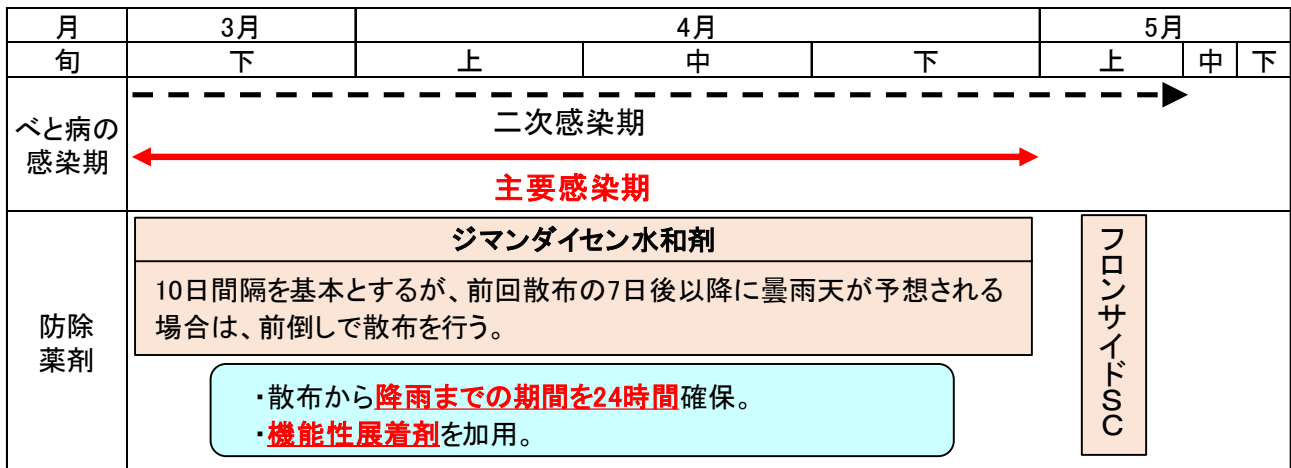 月 3月 4月 5月
旬 下 上 中 下 上 中 下
べと病の
感染期
二次感染期
主要感染期
防除
薬剤
ジマンダイセン水和剤
10日間隔を基本とするが、前回散布の7日後以降に曇雨天が予想される
場合は、前倒しで散布を行う。
・散布から降雨までの期間を24時間確保。
・機能性展着剤を加用。
フロンサイドSC